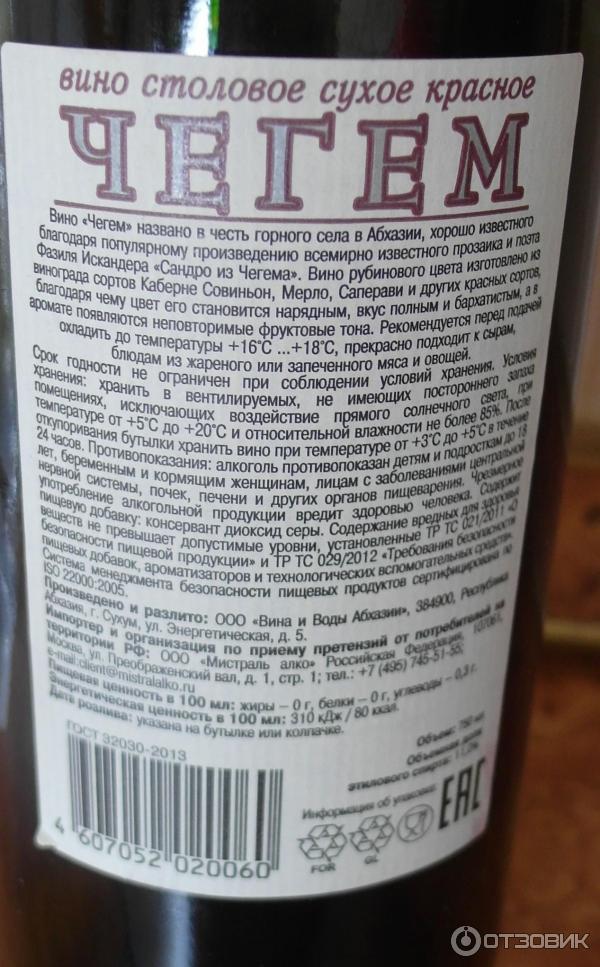 вино столовое сухое красное
ЧЕГЕМ
Вино «Чегем» названо в честь горного села в Абхазии, хорошо известного
благодаря популярному произведению всемирно известного прозаика и поэта
Фазиля Искандера «Сандро из Чегема». Вино рубинового цвета изготовлено из
винограда сортов Каберне Совиньон, Мерло, Саперави и других красных сортов,
благодаря чему цвет его становится нарядным, вкус полным и бархатистым, а в
аромате появляются неповторимые фруктовые тона. Рекомендуется перед подачей
охладить до температуры +16°С ...+18°С, прекрасно подходит к сырам,
блюдам из жареного или запеченного мяса и овощей.
Срок годности не ограничен при соблюдении условий хранения. Условия
хранения: хранить в вентилируемых, не имеющих постороннего запаха
помещениях, исключающих воздействие прямого солнечного света, при
температуре от +5°С до +20°С и относительной влажности не более 85%. После
откупоривания бутылки хранить вино при температуре от +3°С до +5°С в течение
24 часов. Противопоказания: алкоголь противопоказан детям и подросткам до 18
лет, беременным и кормящим женщинам, лицам с заболеваниями центральной
нервной системы, почек, печени и других органов пищеварения. Чрезмерное
употребление алкогольной продукции вредит здоровью человека. Содержит
пищевую добавку: консервант диоксид серы. Содержание вредных для здоровья
веществ не превышает допустимые уровни, установленные ТР ТС 021/2011 «О
безопасности пищевой продукции» и ТР ТС 029/2012 «Требования безопасности
пищевых добавок, ароматизаторов и технологических вспомогательных средств».
Система менеджмента безопасности пищевых продуктов сертифицирована по
ISO 22000:2005.
Произведено и разлито: ООО «Вина и Воды Абхазии», 384900, Республика
Абхазия, г. Сухум, ул. Энергетическая, д. 5.
Импортер и организация по приему претензий от потребителей на
территории РФ: ООО «Мистраль алко» Российская Федерация, 107061,
Москва, ул. Преображенский вал, д. 1, стр. 1; тел.: +7 (495) 745-51-55;
e-mail:client@mistralalko.ru
Пищевая ценность в 100 мл: жиры – 0 г, белки – 0 г, углеводы – 0,3 г.
Энергетическая ценность в 100 мл: 310 кДж / 80 ккал.
Дата розлива: указана на бутылке или колпачке.
ГОСТ 32030-2013
Объем: 750 мл
Объемная доля
этилового спирта: 11,0%
Информация об упаковке:
FOR
GL
EAC
4 607052 020060
ОТЗОВИК